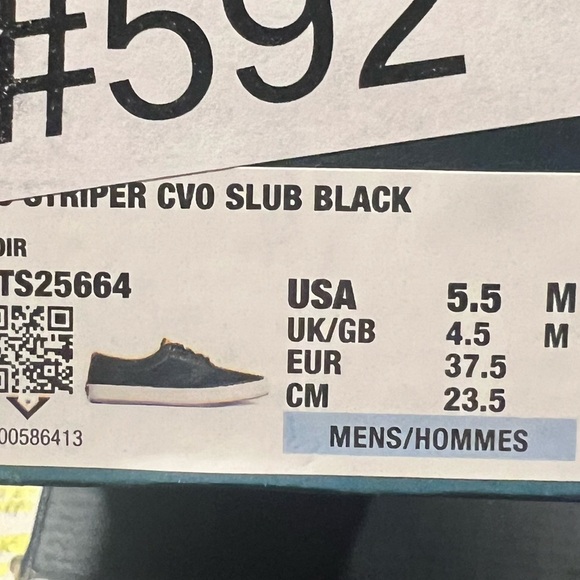 #592
STRIPER CVO SLUB BLACK
OIR
TS25664
USA 5.5 M
UK/GB 4.5 M
EUR 37.5
CM 23.5
00586413
MENS/HOMMES